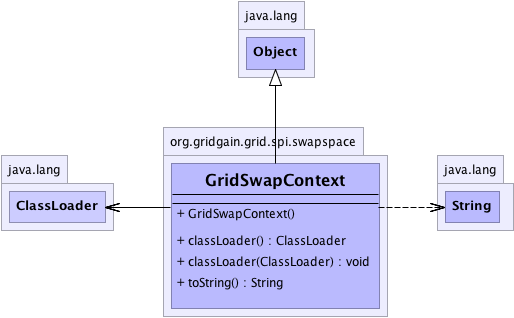 java.lang
Object
org.gridgain.grid.spi.swapspace
java.lang
ClassLoader
GridSwapContext
+ GridSwapContext()
+ classLoader() : ClassLoader
+ classLoader(ClassLoader) : void
+ toString() : String
java.lang
String